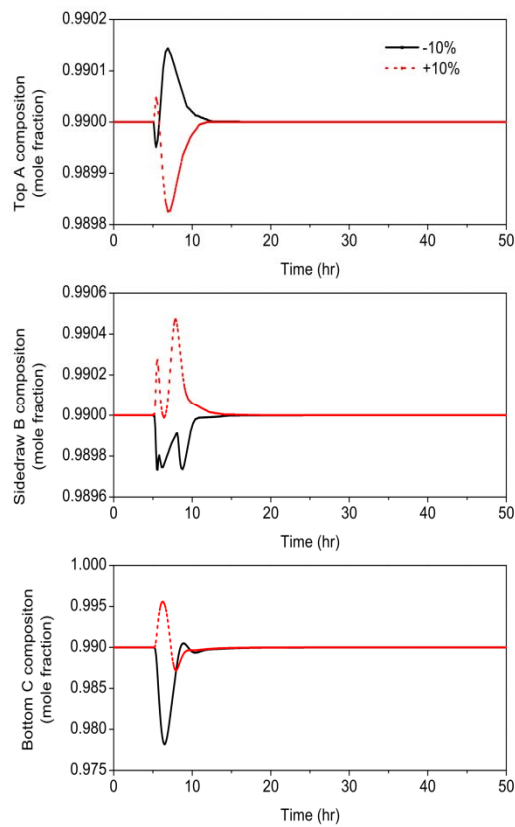 Top A compositon
(mole fraction)
0.9902
0.9901
0.9900
0.9899
0.9898
-10%
+10%
0 10 20 30 40 50
Time (hr)
Sidedraw B compositon
(mole fraction)
0.9906
0.9904
0.9902
0.9900
0.9898
0.9896
0 10 20 30 40 50
Time (hr)
Bottom C compositon
(mole fraction)
1.000
0.995
0.990
0.985
0.980
0.975
0 10 20 30 40 50
Time (hr)